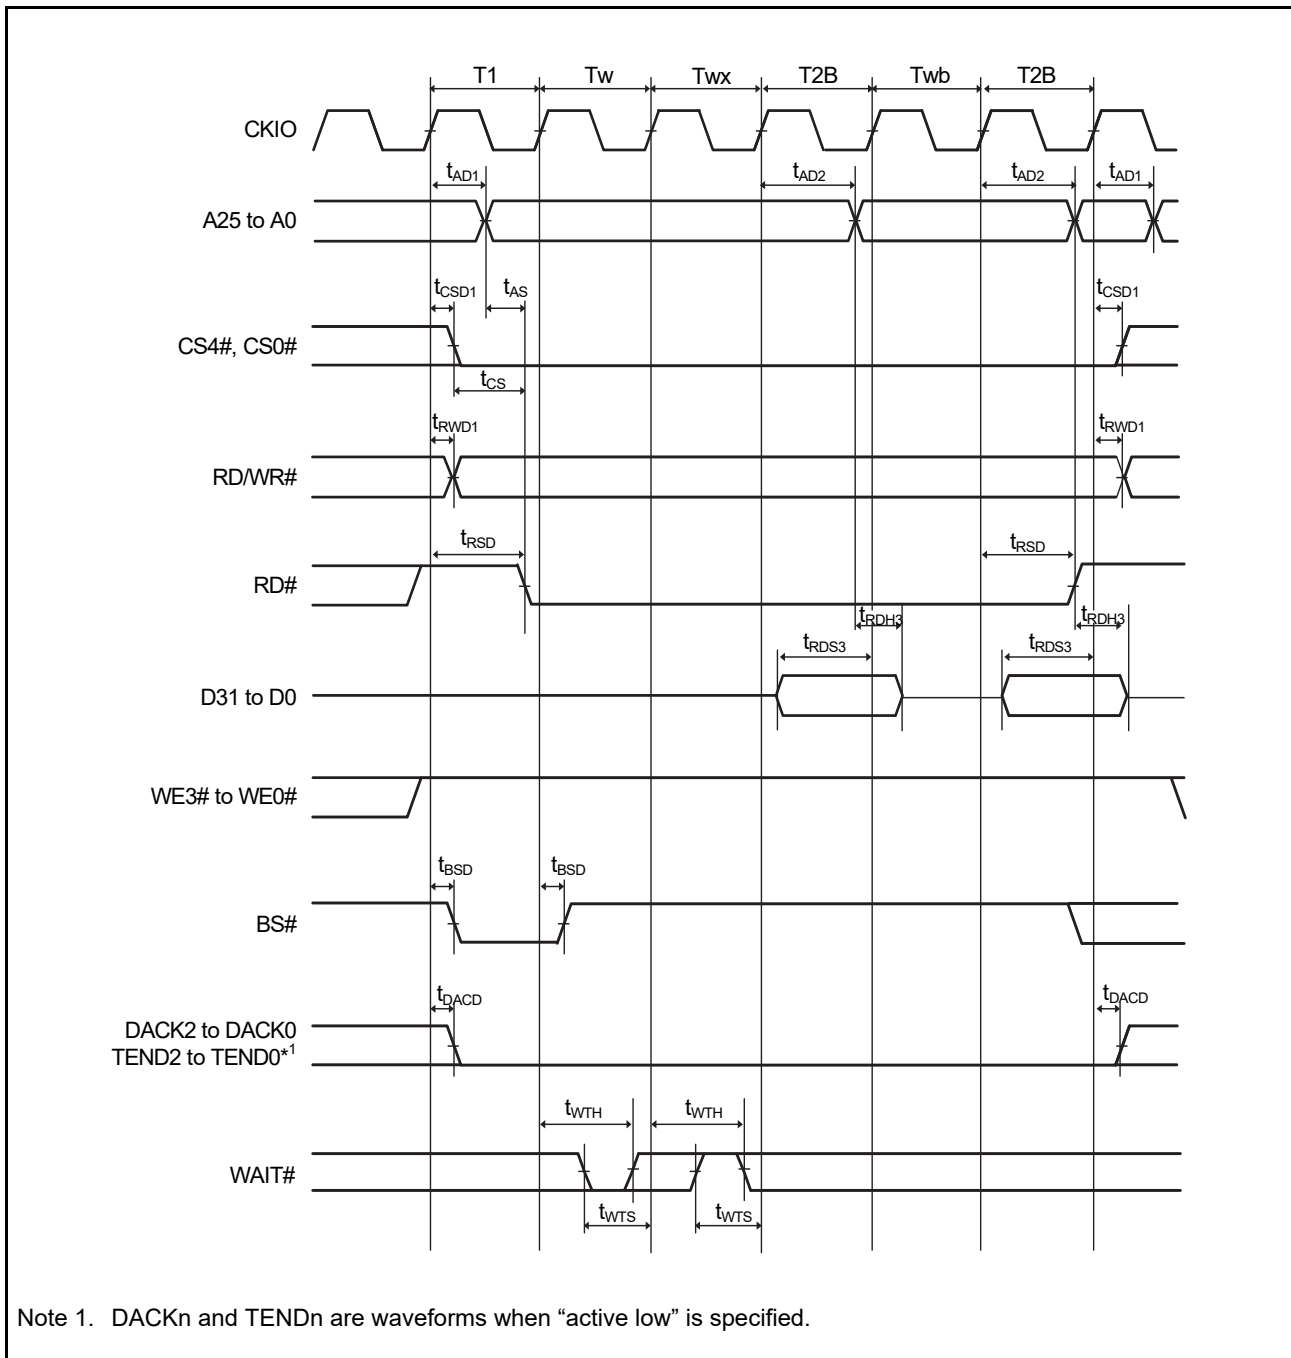 T1 Tw Twx T2B Twb T2B
CKIO
tAD1 tAD2 tAD2 tAD1
A25 to A0
tCSD1 tAS tCSD1
CS4#, CS0#
tCS
tRWD1 tRWD1
RD/WR#
tRSD tRSD
RD#
tRDH3 tRDH3
tRDS3 tRDS3
D31 to D0
WE3# to WE0#
tBSD tBSD
BS#
tDACD tDACD
DACK2 to DACK0
TEND2 to TEND0*1
tWTH tWTH
WAIT#
tWTS tWTS
Note 1. DACKn and TENDn are waveforms when “active low” is specified.